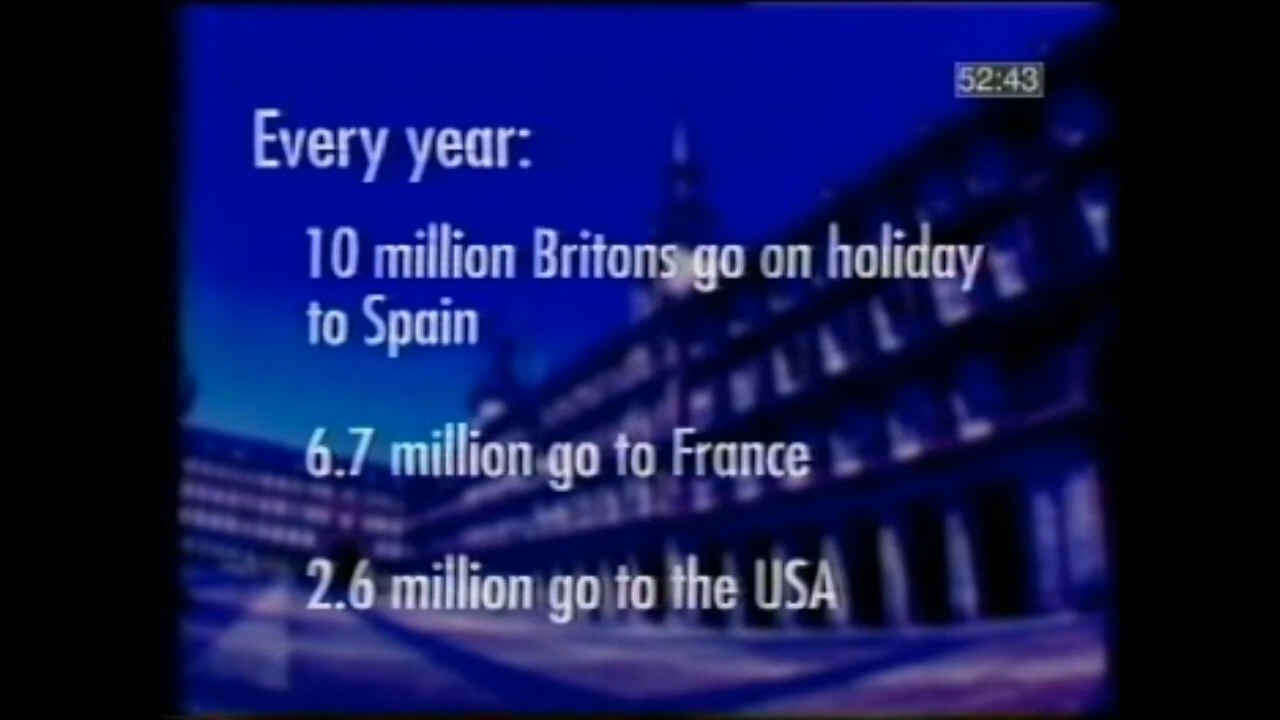 52:43
Every year:
10 million Britons go on holiday
to Spain
6.7 million go to France
2.6 million go to the USA